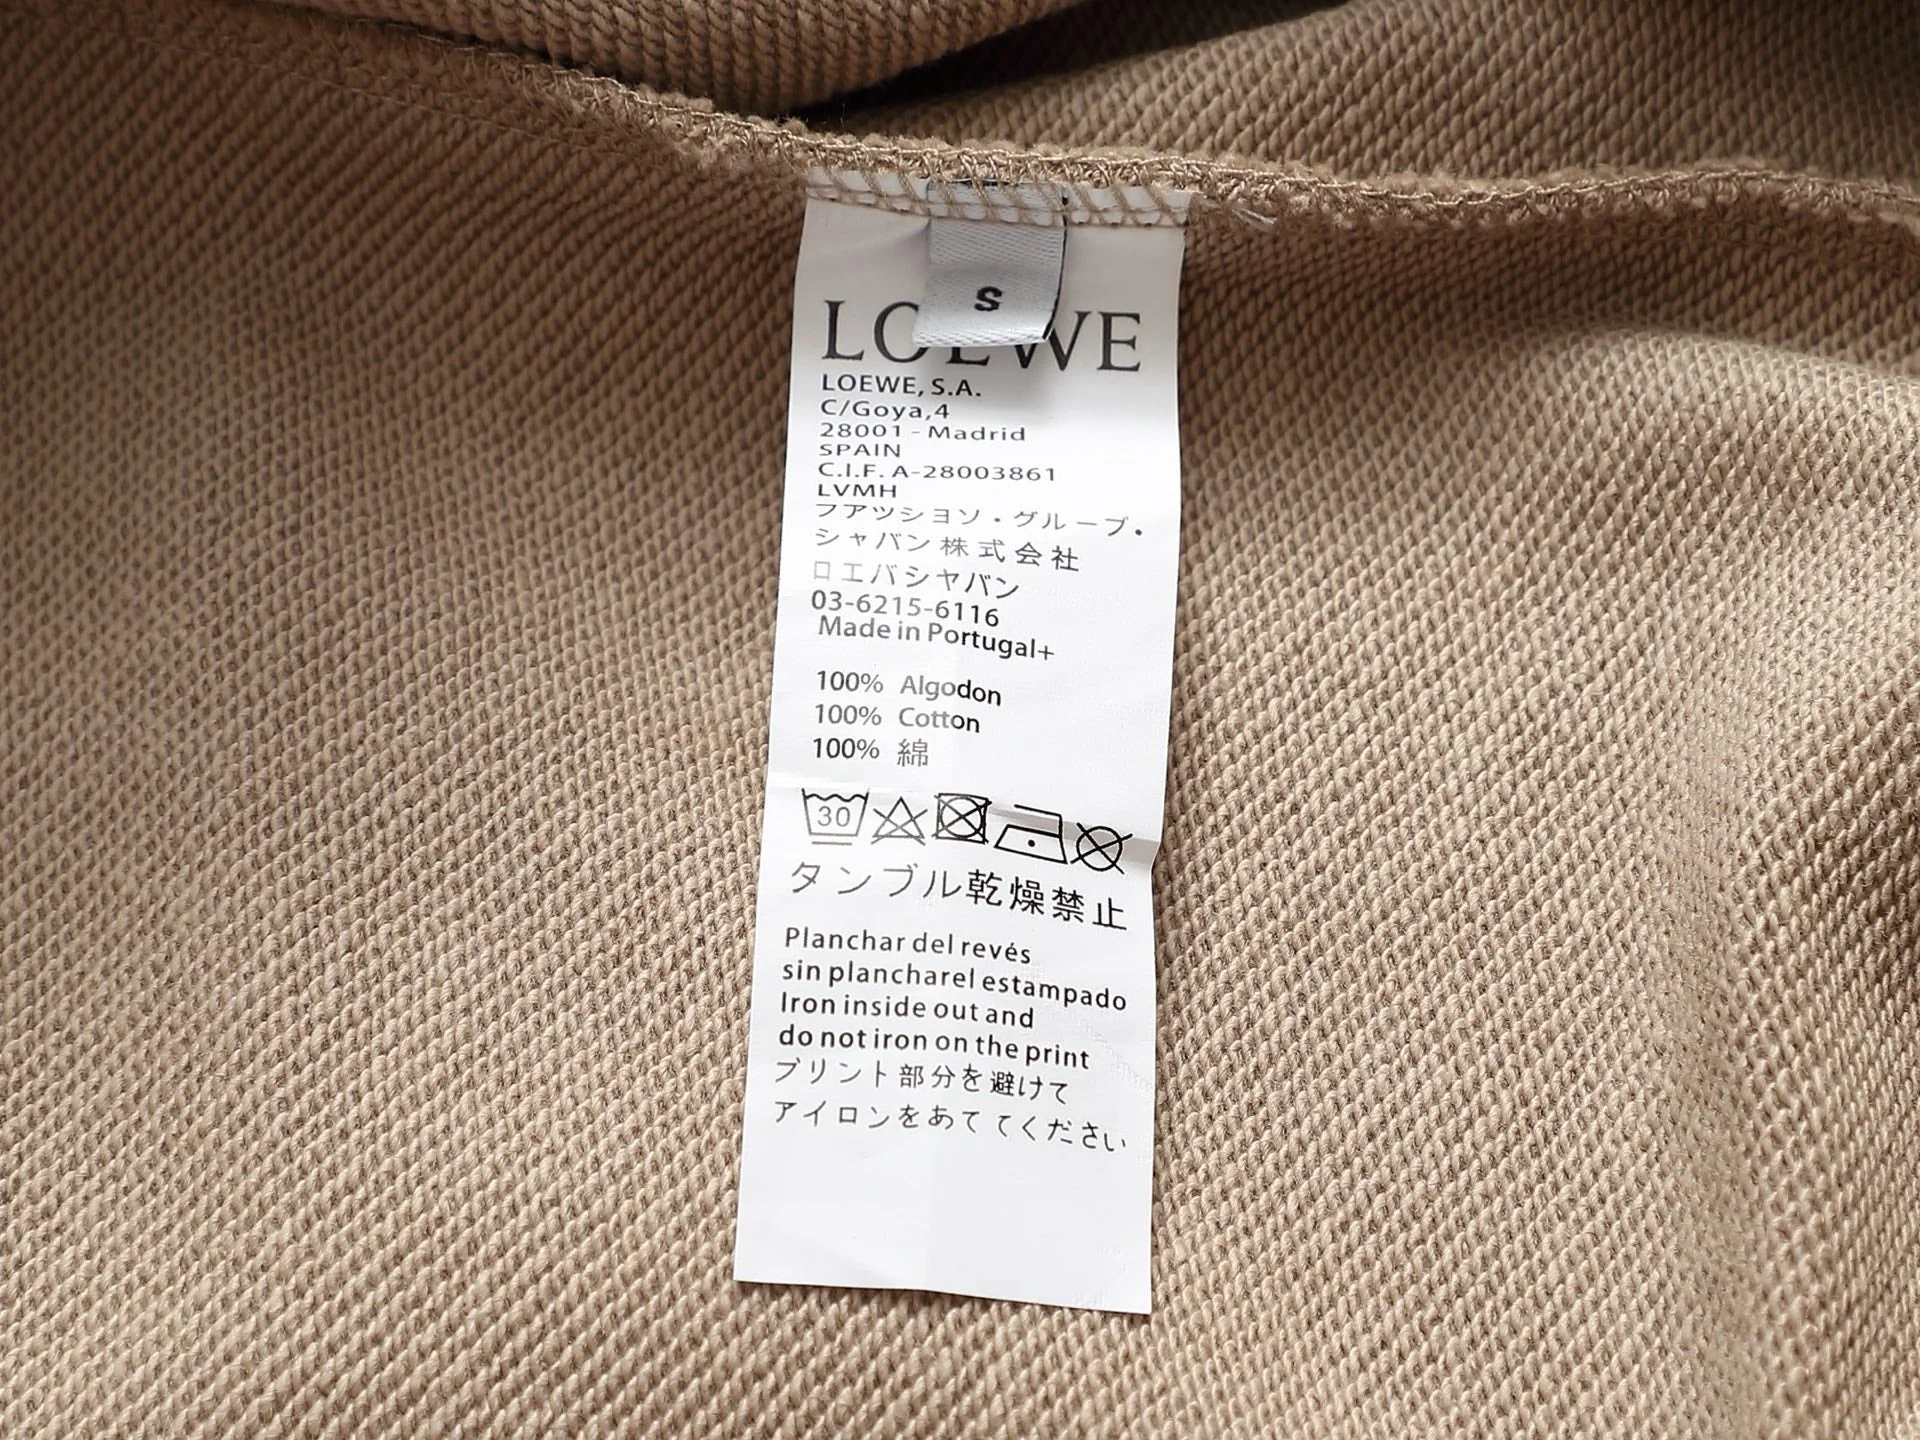 S
LOEWE
LOEWE, S.A.
C/Goya,4
28001 - Madrid
SPAIN
C.I.F. A-28003861
LVMH
フアツシヨソ・グループ・
シャバン株式会社
ロエバシヤバン
03-6215-6116
Made in Portugal+
100% Algodon
100% Cotton
100% 綿
30
タンブル乾燥禁止
Planchar del revés
sin plancharel estampado
Iron inside out and
do not iron on the print
プリント部分を避けて
アイロンをあててください